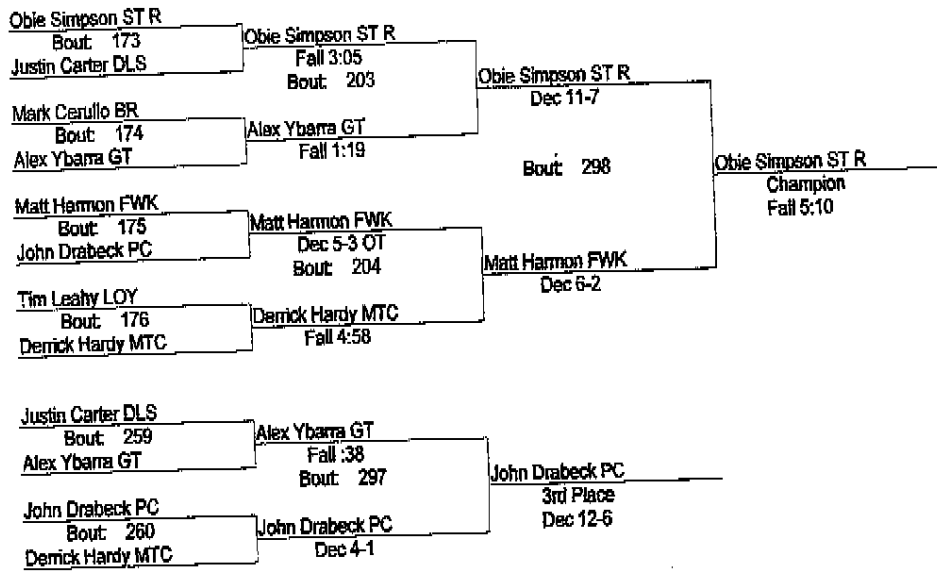 Obie Simpson ST R
Bout: 173
Justin Carter DLS
Obie Simpson ST R
Fall 3:05
Bout: 203
Mark Cerullo BR
Bout: 174
Alex Ybarra GT
Alex Ybarra GT
Fall 1:19
Obie Simpson ST R
Dec 11-7
Bout: 298
Obie Simpson ST R
Champion
Fall 5:10
Matt Harmon FWK
Bout: 175
John Drabeck PC
Matt Harmon FWK
Dec 5-3 OT
Bout: 204
Matt Harmon FWK
Dec 6-2
Tim Leahy LOY
Bout: 176
Derrick Hardy MTC
Derrick Hardy MTC
Fall 4:58
Justin Carter DLS
Bout: 259
Alex Ybarra GT
Alex Ybarra GT
Fall :38
Bout: 297
John Drabeck PC
Bout: 260
Derrick Hardy MTC
John Drabeck PC
Dec 4-1
John Drabeck PC
3rd Place
Dec 12-6